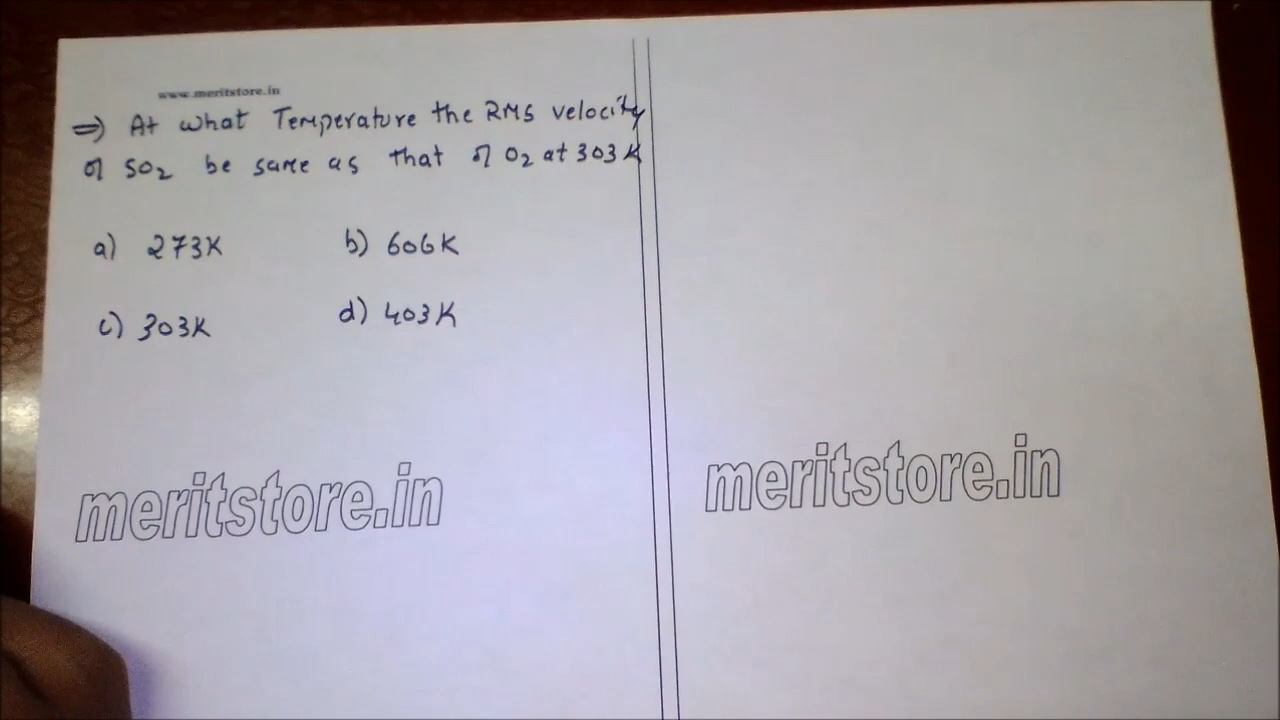 www.meritstore.in
⇒) At what Temperature the RMS velocity
of SO2 be same as that of O2 at 303K
a) 273K b) 606K
c) 303K d) 403K
meritstore.in meritstore.in